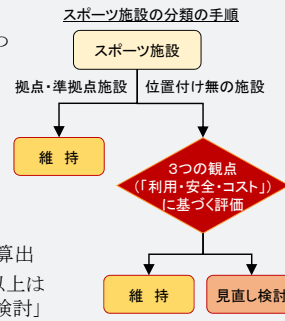 スポーツ施設の分類の手順
つ
スポーツ施設
拠点・準拠点施設
位置付け無の施設
維 持
3つの観点
(「利用・安全・コスト」)
に基づく評価
算出
以上は
検討」
維 持
見直し検討